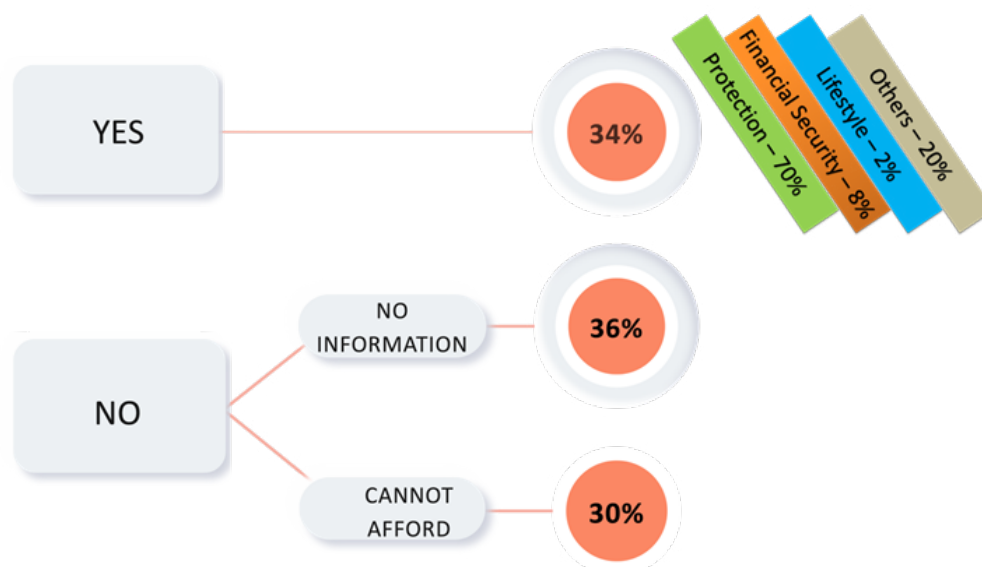 YES
34%
Protection – 70%
Financial Security – 8%
Lifestyle – 2%
Others – 20%
NO
NO
INFORMATION
36%
CANNOT
AFFORD
30%